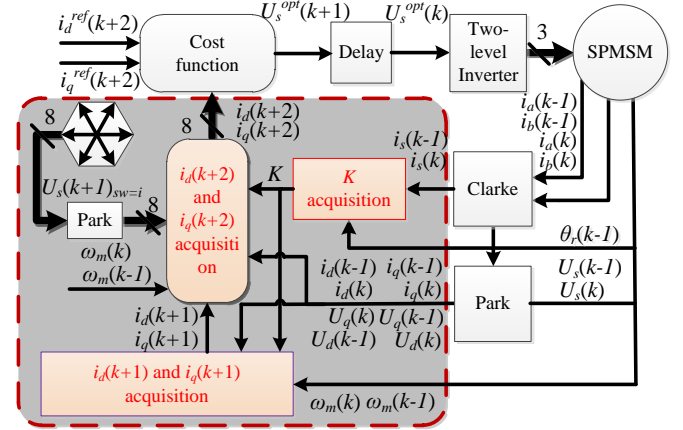 i_d^ref(k+2)
i_q^ref(k+2)
Cost
function
U_s^opt(k+1)
Delay
U_s^opt(k)
Two-
level
Inverter
3
SPMSM
i_a(k-1)
i_b(k-1)
i_a(k)
i_b(k)
8
8
i_d(k+2)
i_q(k+2)
U_s(k+1)_sw=i
Park
8
ω_m(k)
ω_m(k-1)
i_d(k+2)
and
i_q(k+2)
acquisiti
on
K
K
acquisition
i_s(k-1)
i_s(k)
Clarke
θ_r(k-1)
i_d(k-1) i_q(k-1)
i_d(k) i_q(k)
U_q(k) U_q(k-1)
U_d(k-1) U_d(k)
Park
U_s(k-1)
U_s(k)
i_d(k+1)
i_q(k+1)
i_d(k+1) and i_q(k+1)
acquisition
ω_m(k) ω_m(k-1)